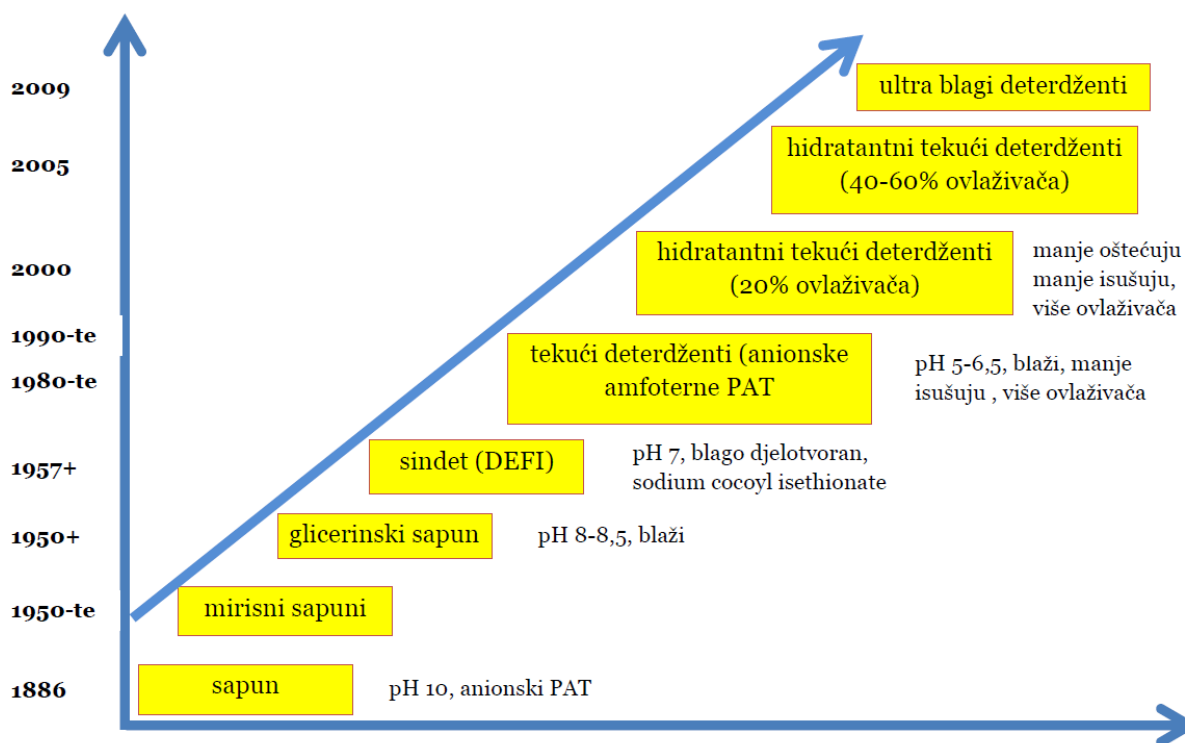 2009
ultra blagi deterdženti
2005
hidratantni tekući deterdženti
(40-60% ovlaživača)
2000
hidratantni tekući deterdženti
(20% ovlaživača)
manje oštećuju
manje isušuju,
više ovlaživača
1990-te
1980-te
tekući deterdženti (anionske
amfoterne PAT
pH 5-6,5, blaži, manje
isušuju , više ovlaživača
1957+
sindet (DEFI)
pH 7, blago djelotvoran,
sodium cocoyl isethionate
1950+
glicerinski sapun
pH 8-8,5, blaži
1950-te
mirisni sapuni
1886
sapun
pH 10, anionski PAT